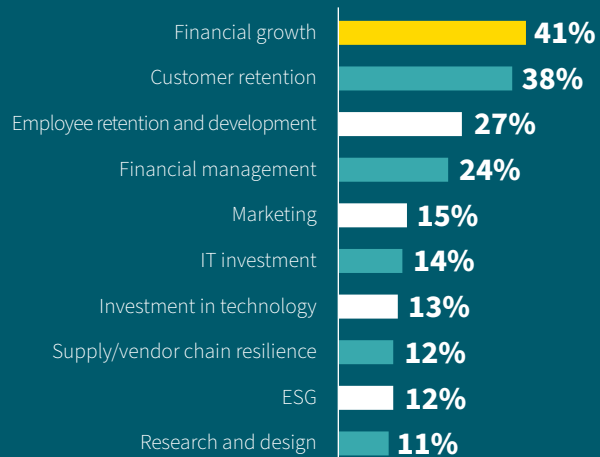 Financial growth 41%
Customer retention 38%
Employee retention and development 27%
Financial management 24%
Marketing 15%
IT investment 14%
Investment in technology 13%
Supply/vendor chain resilience 12%
ESG 12%
Research and design 11%